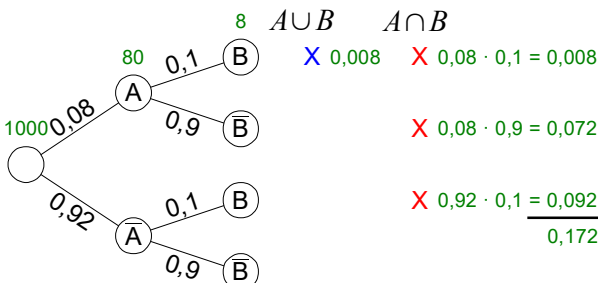 8 A∪B A∩B
80 0,1 B X 0,008 X 0,08 · 0,1 = 0,008
A
1000 0,08 0,9 B̅ X 0,08 · 0,9 = 0,072
0,92 0,1 B X 0,92 · 0,1 = 0,092
A̅ 0,172
0,9 B̅